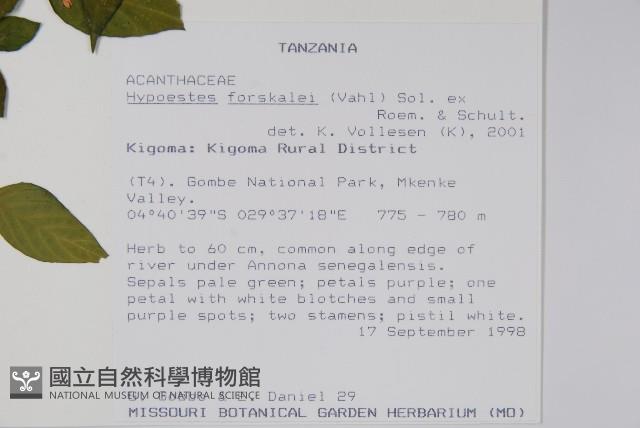 TANZANIA
ACANTHACEAE
Hypoestes forskalei (Vahl) Sol. ex
Roem. & Schult.
det. K. Vollesen (K), 2001
Kigoma: Kigoma Rural District
(T4). Gombe National Park, Mkenke
Valley.
04°40'39"S 029°37'18"E 775 - 780 m
Herb to 60 cm, common along edge of
river under Annona senegalensis.
Sepals pale green; petals purple; one
petal with white blotches and small
purple spots; two stamens; pistil white.
17 September 1998
國立自然科學博物館
NATIONAL MUSEUM OF NATURAL SCIENCE
Daniel 29
MISSOURI BOTANICAL GARDEN HERBARIUM (MO)